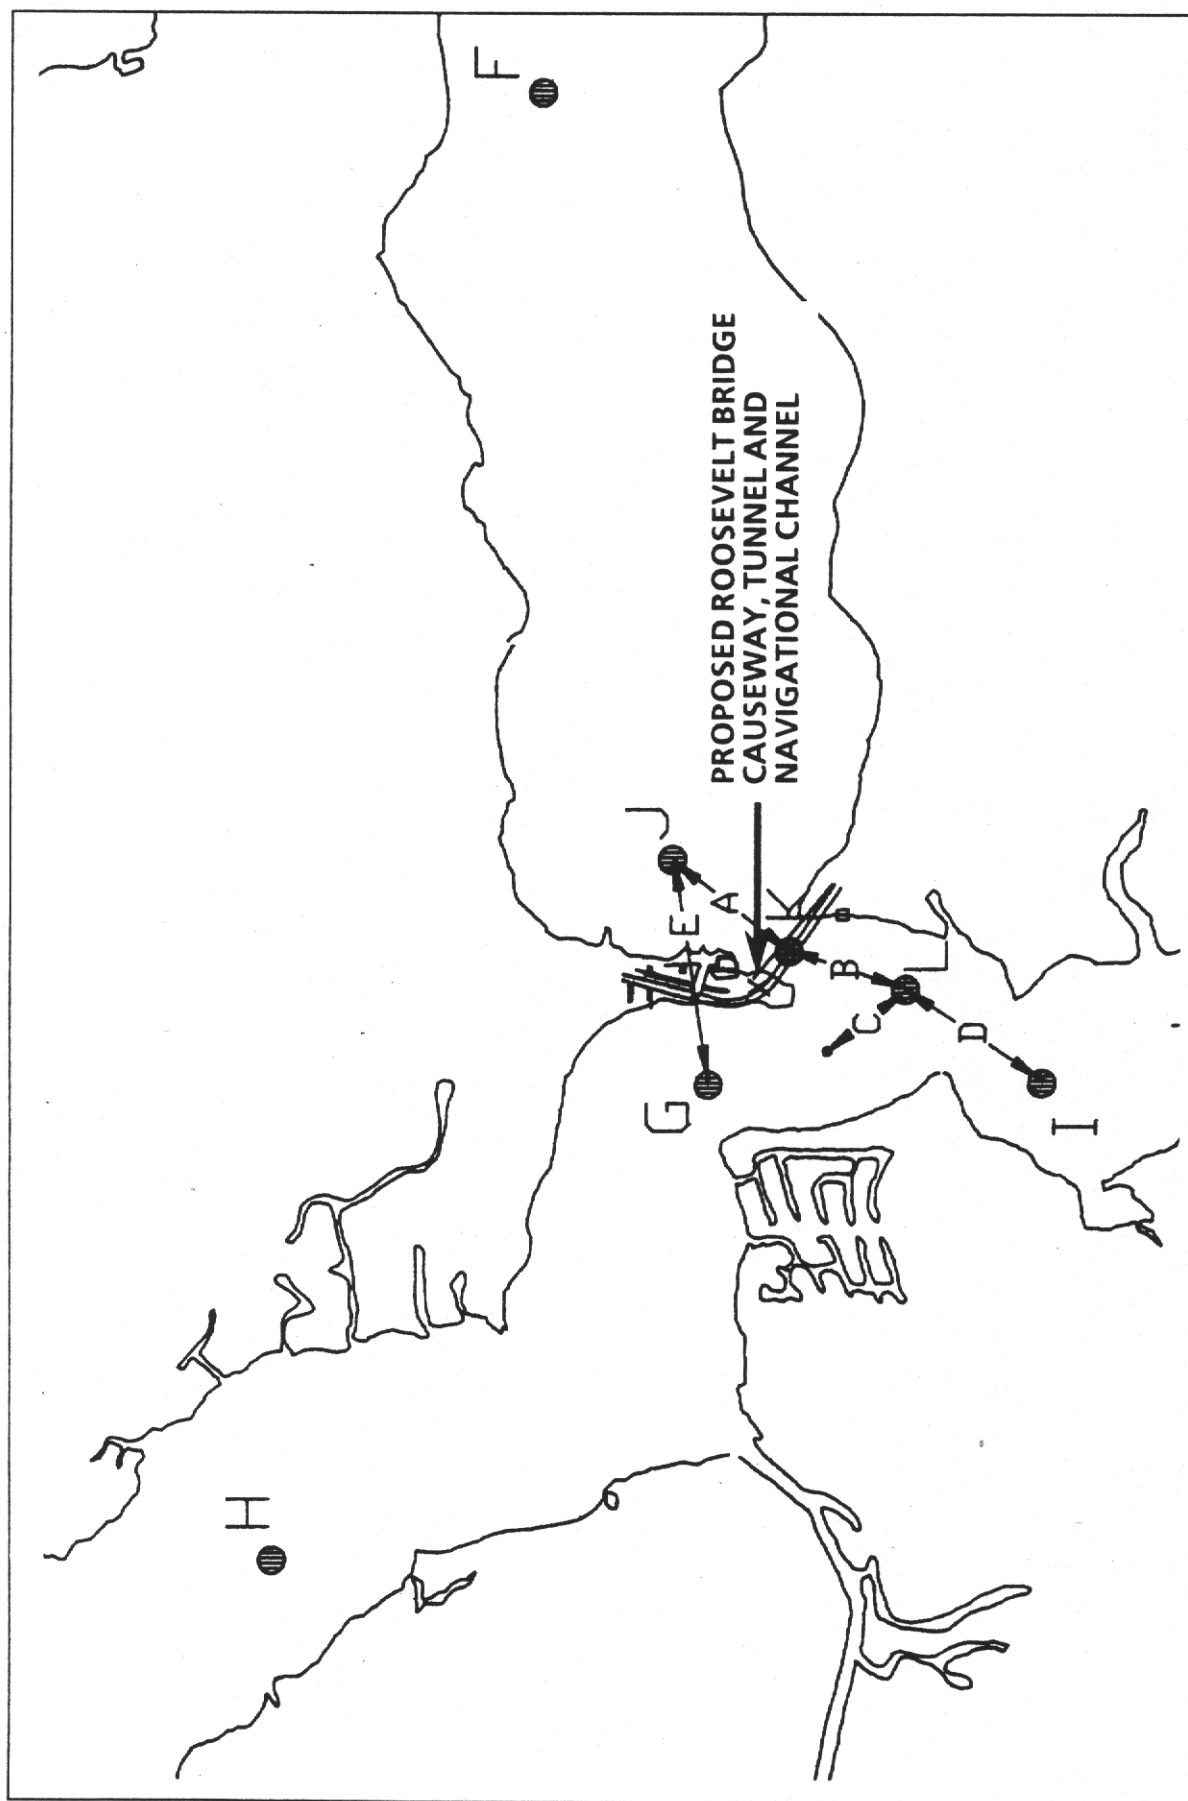 H
F
J
G
E
A
PROPOSED ROOSEVELT BRIDGE
CAUSEWAY, TUNNEL AND
NAVIGATIONAL CHANNEL
K
B
C
L
D
I